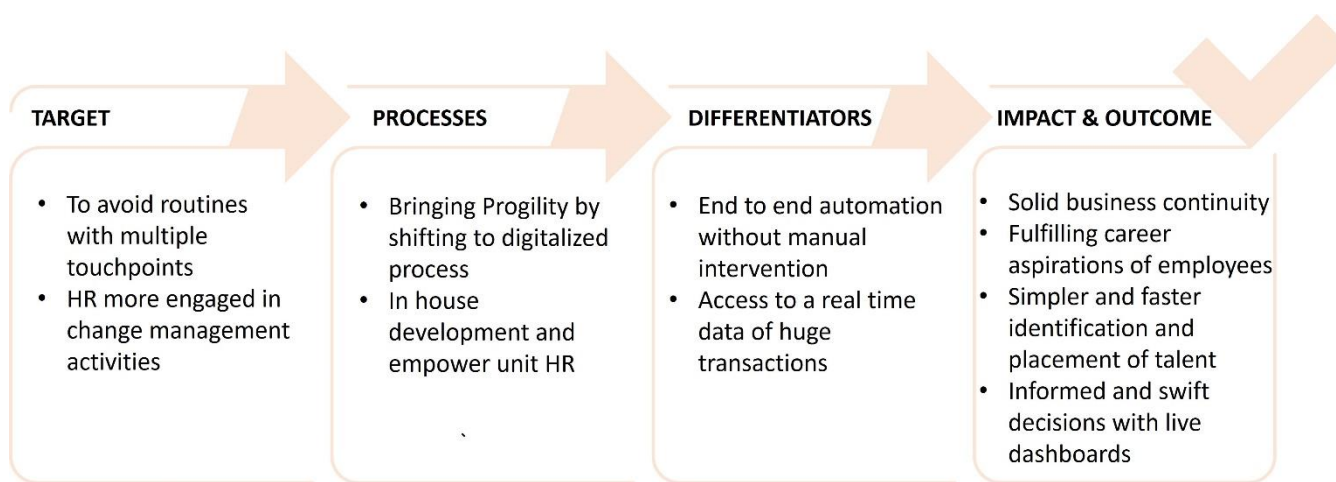 TARGET
• To avoid routines
with multiple
touchpoints
• HR more engaged in
change management
activities
PROCESSES
• Bringing Progility by
shifting to digitalized
process
• In house
development and
empower unit HR
`
DIFFERENTIATORS
• End to end automation
without manual
intervention
• Access to a real time
data of huge
transactions
IMPACT & OUTCOME
• Solid business continuity
• Fulfilling career
aspirations of employees
• Simpler and faster
identification and
placement of talent
• Informed and swift
decisions with live
dashboards